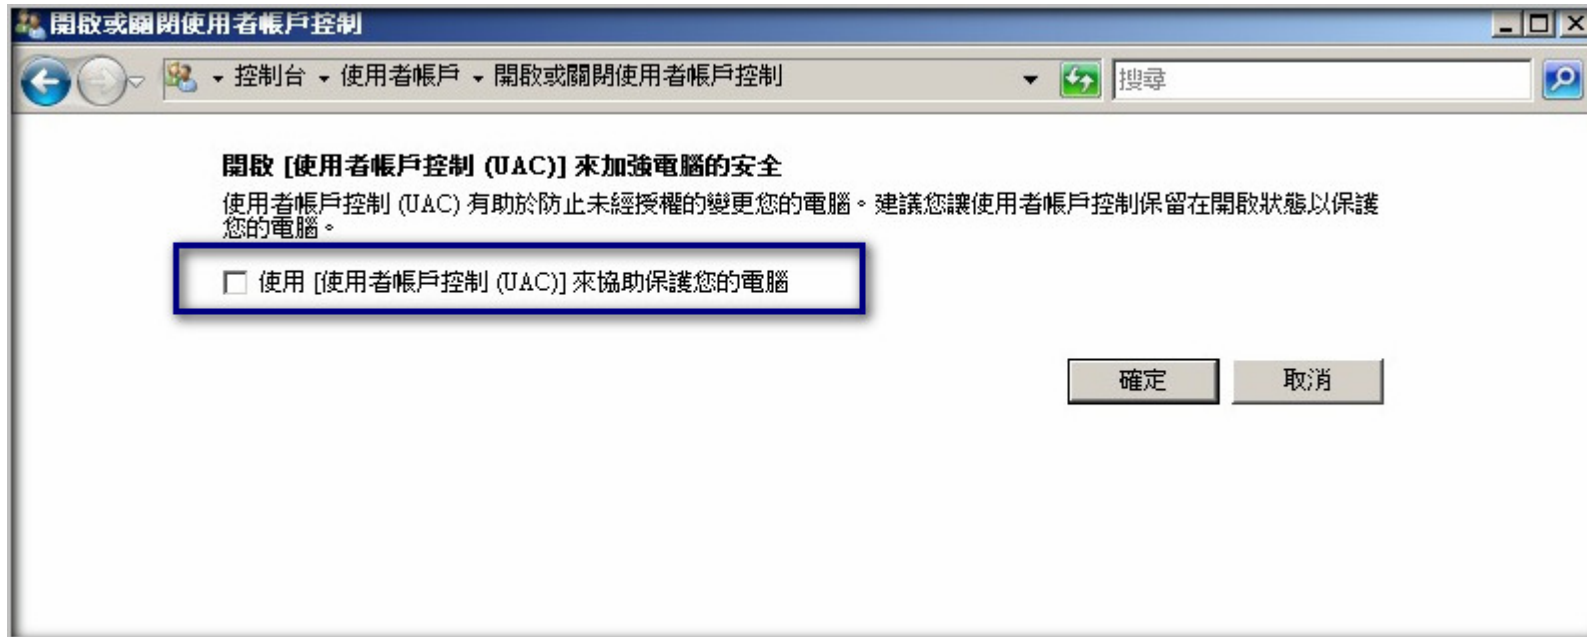 開啟或關閉使用者帳戶控制
控制台 使用者帳戶 開啟或關閉使用者帳戶控制 搜尋
開啟 [使用者帳戶控制 (UAC)] 來加強電腦的安全
使用者帳戶控制 (UAC) 有助於防止未經授權的變更您的電腦。建議您讓使用者帳戶控制保留在開啟狀態以保護
您的電腦。
使用 [使用者帳戶控制 (UAC)] 來協助保護您的電腦
確定 取消